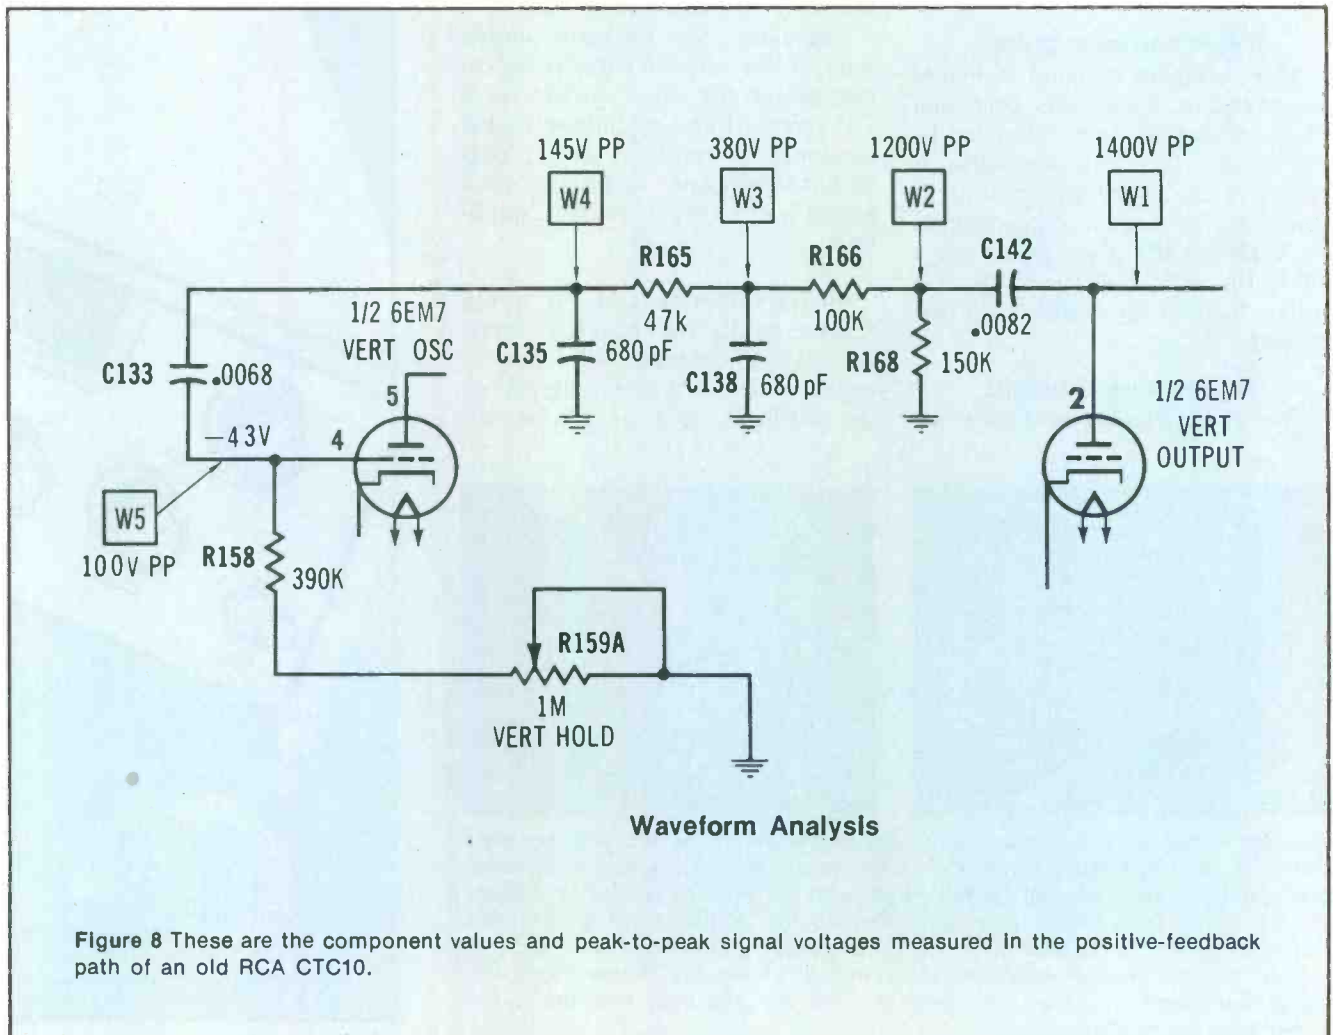 145V PP 380V PP 1200V PP 1400V PP
W4 W3 W2 W1
R165 R166 C142
47k 100K .0082
1/2 6EM7
VERT OSC
C135 680 pF
C138 680 pF
R168 150K
C133 .0068
5
-43V 4
2 1/2 6EM7
VERT
OUTPUT
W5
100V PP
R158
390K
R159A
1M
VERT HOLD
Waveform Analysis
Figure 8 These are the component values and peak-to-peak signal voltages measured in the positive-feedback
path of an old RCA CTC10.